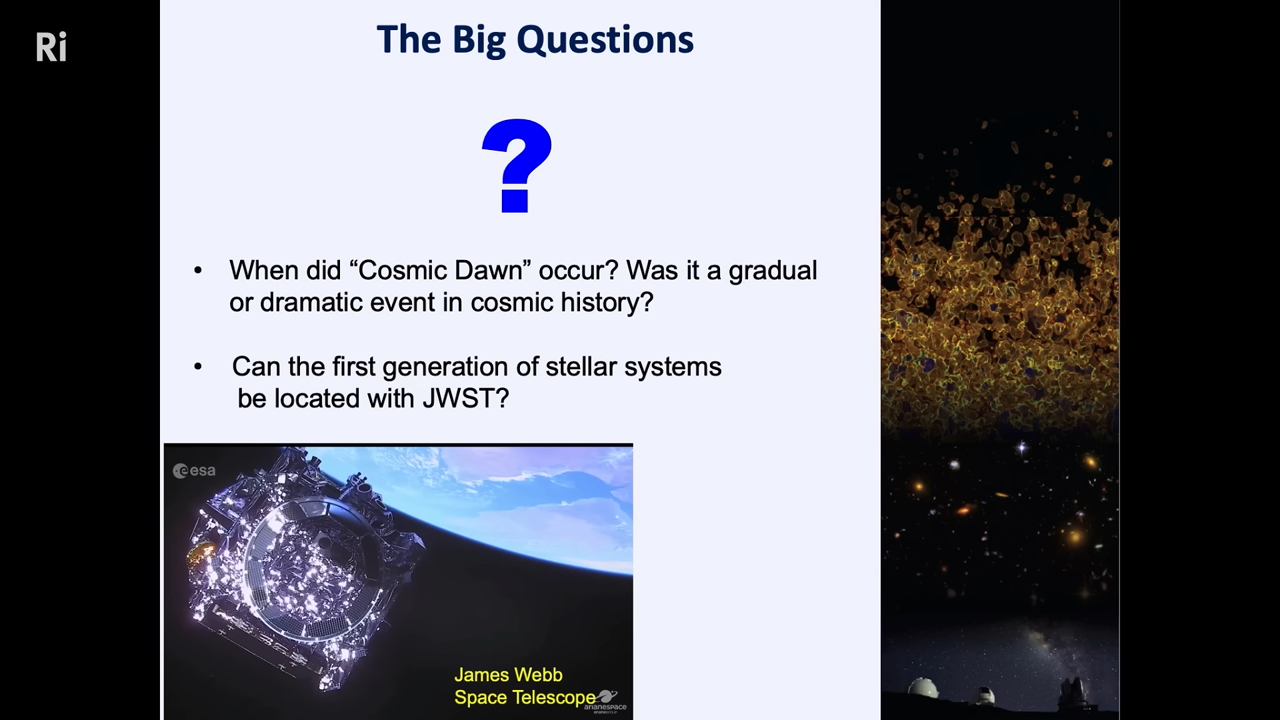 Ri
The Big Questions
?
• When did “Cosmic Dawn” occur? Was it a gradual
or dramatic event in cosmic history?
• Can the first generation of stellar systems
be located with JWST?
esa
James Webb
Space Telescope
arianespace